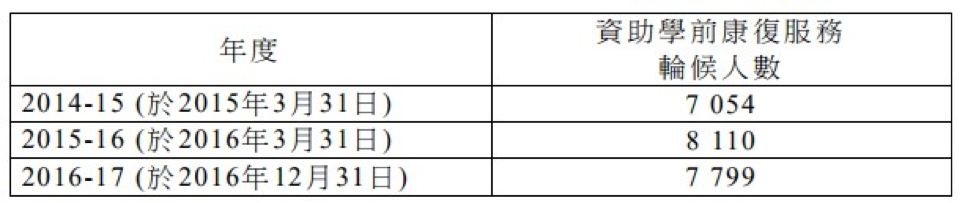 年度
資助學前康復服務
輪候人數
2014-15 (於2015年3月31日)
7 054
2015-16 (於2016年3月31日)
8 110
2016-17 (於2016年12月31日)
7 799